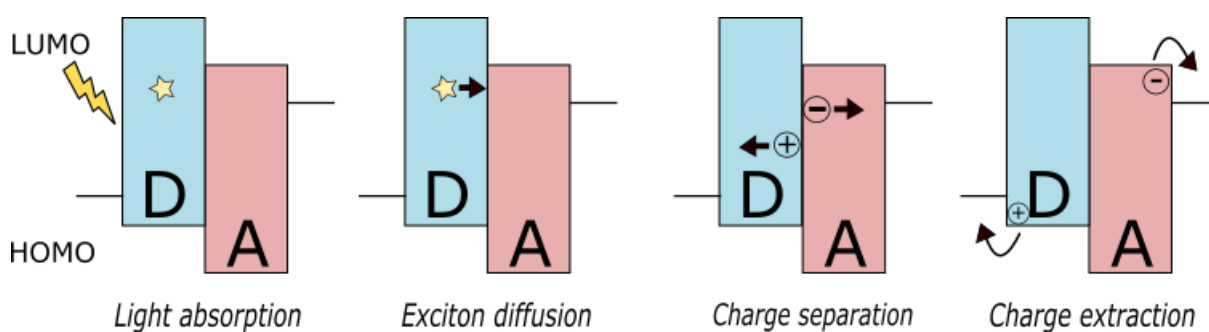 LUMO
HOMO
D
A
Light absorption
D
A
Exciton diffusion
− 
+
D
A
Charge separation
−
+
D
A
Charge extraction